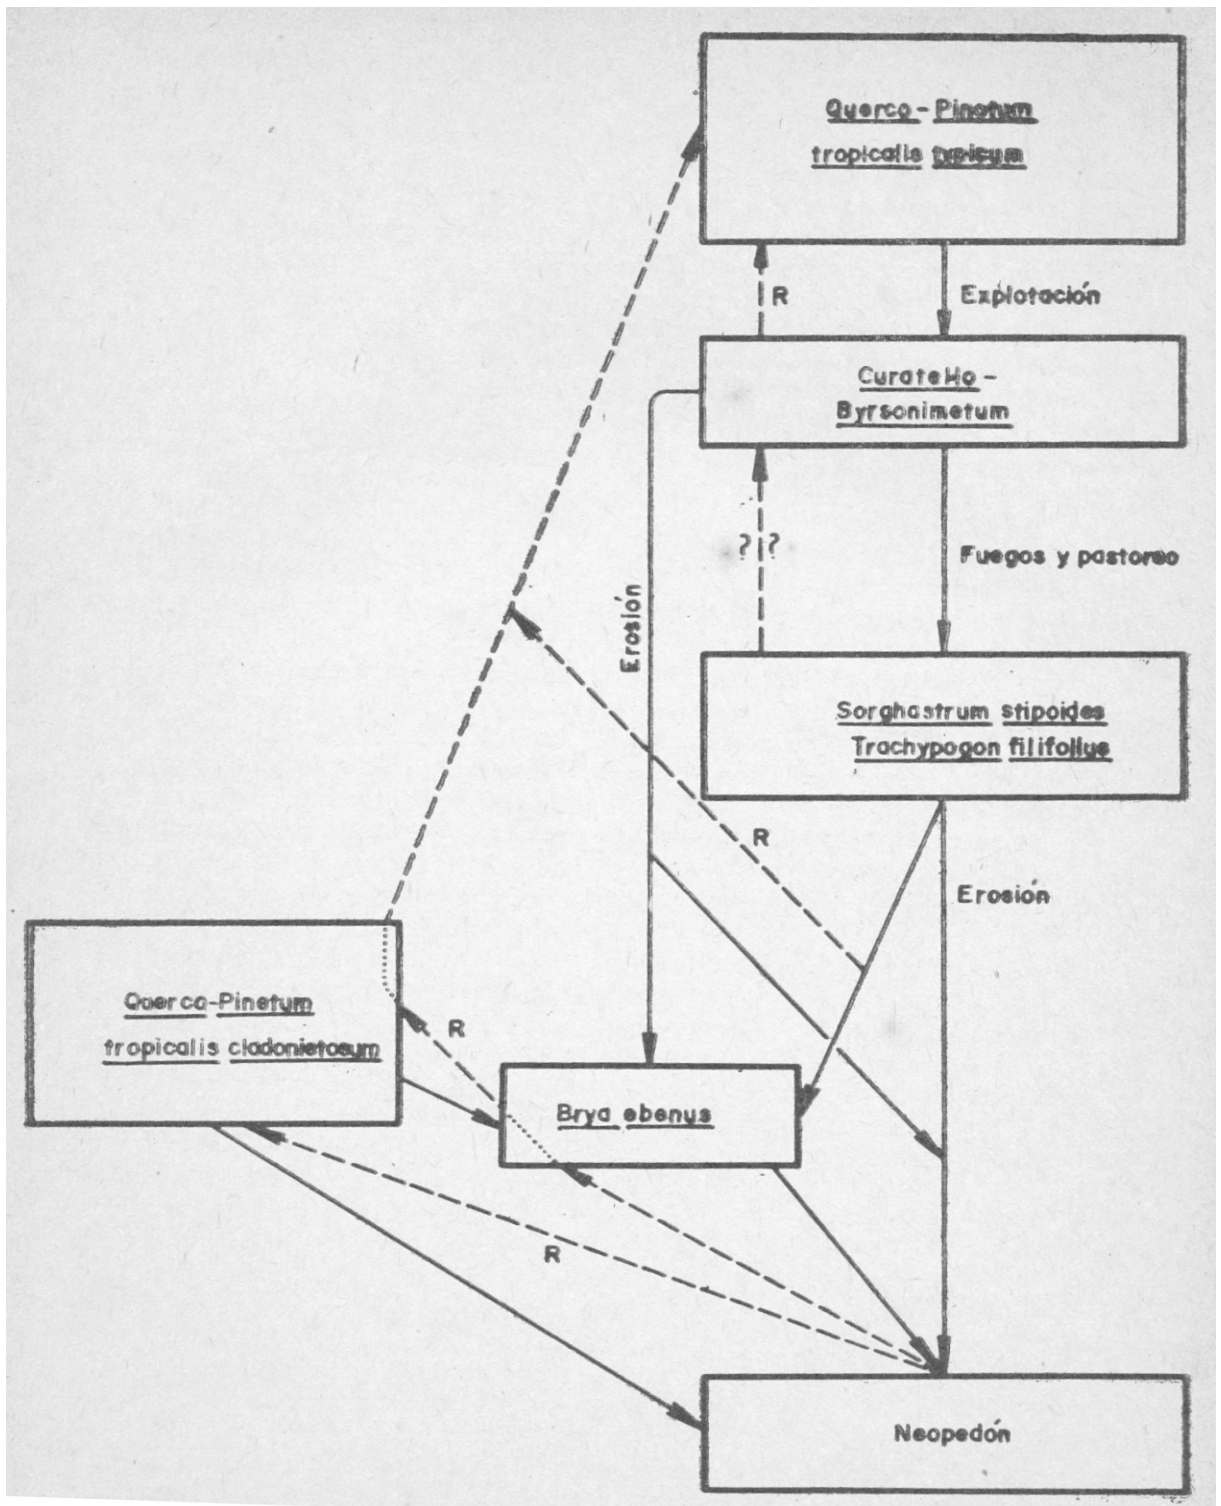 Querco-Pinetum
tropicalis typicum
R
Explotación
Curatello-
Byrsonimetum
? ?
Fuegos y pastoreo
Erosión
Sorghastrum stipoides
Trachypogon filifolius
R
Erosión
Querco-Pinetum
tropicalis cladonietosum
R
Brya ebenus
R
Neopedón